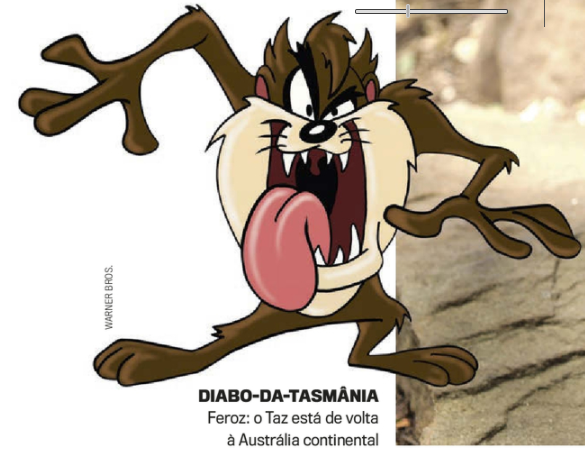 WARNER BROS.
DIABO-DA-TASMÂNIA
Feroz: o Taz está de volta
à Austrália continental